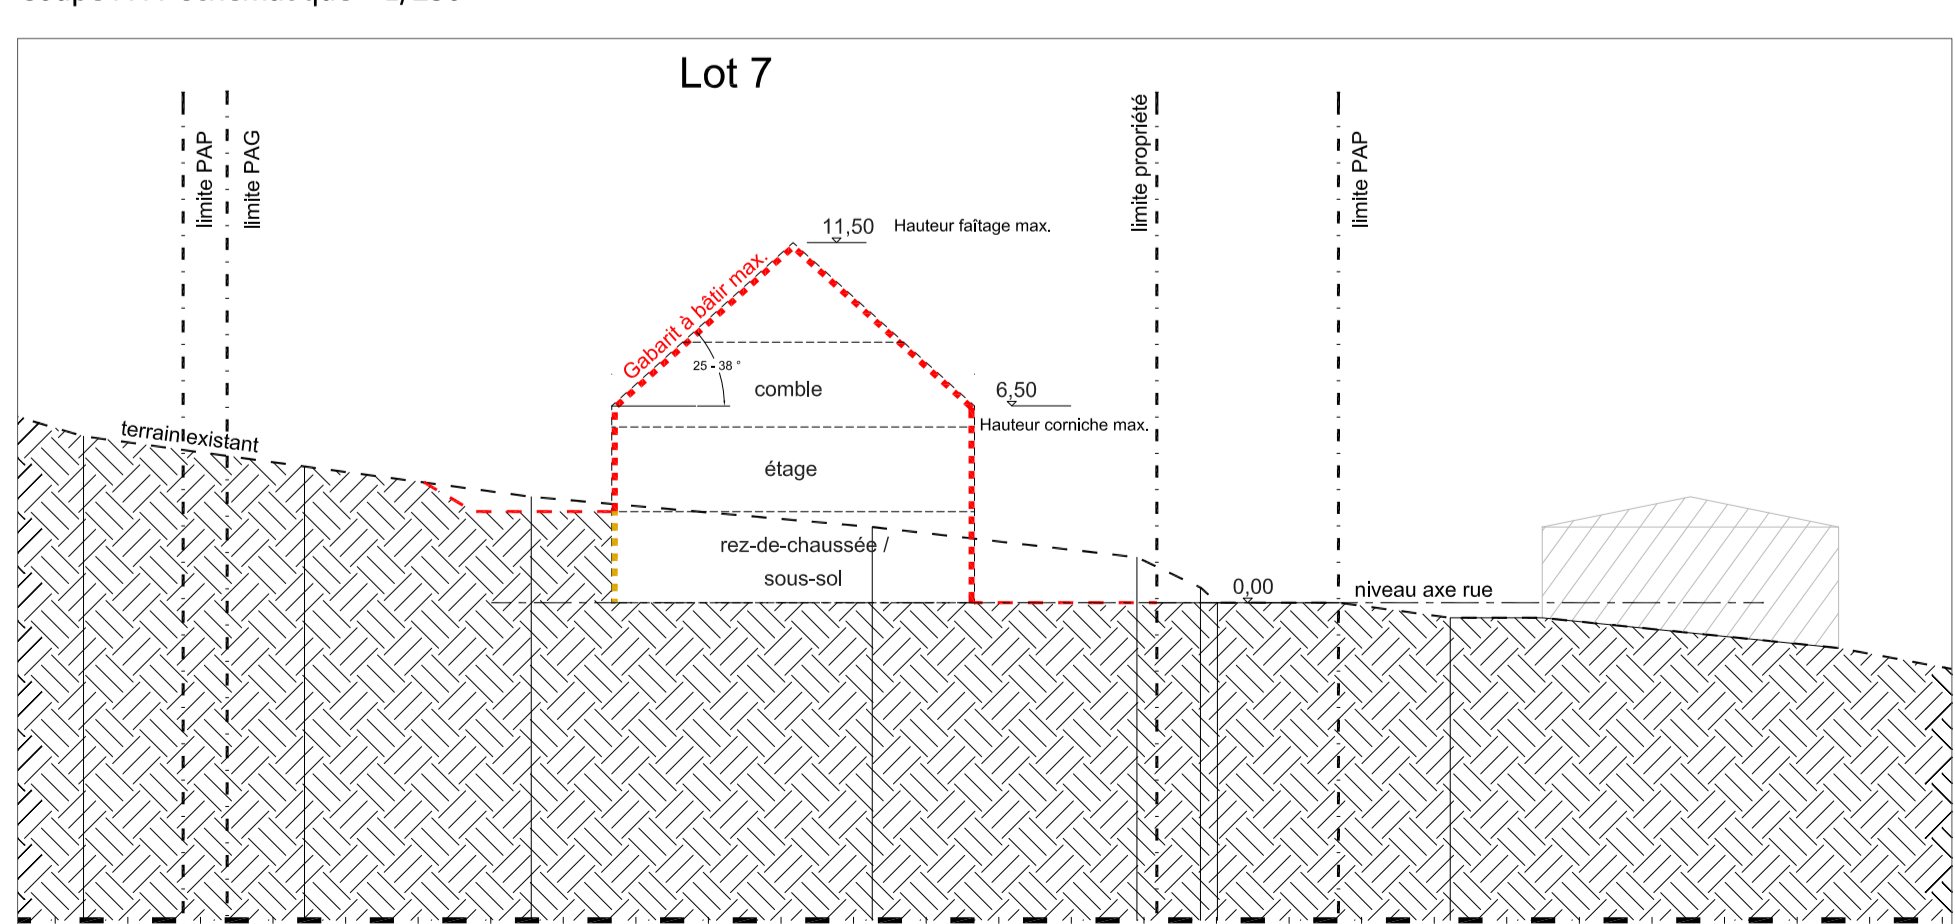 Lot 7
limite PAP
limite PAG
limite propriété
limite PAP
11,50
Hauteur faîtage max.
Gabarit à bâtir max.
25 - 38 °
comble
6,50
Hauteur corniche max.
terrain existant
étage
rez-de-chaussée /
sous-sol
0,00
niveau axe rue